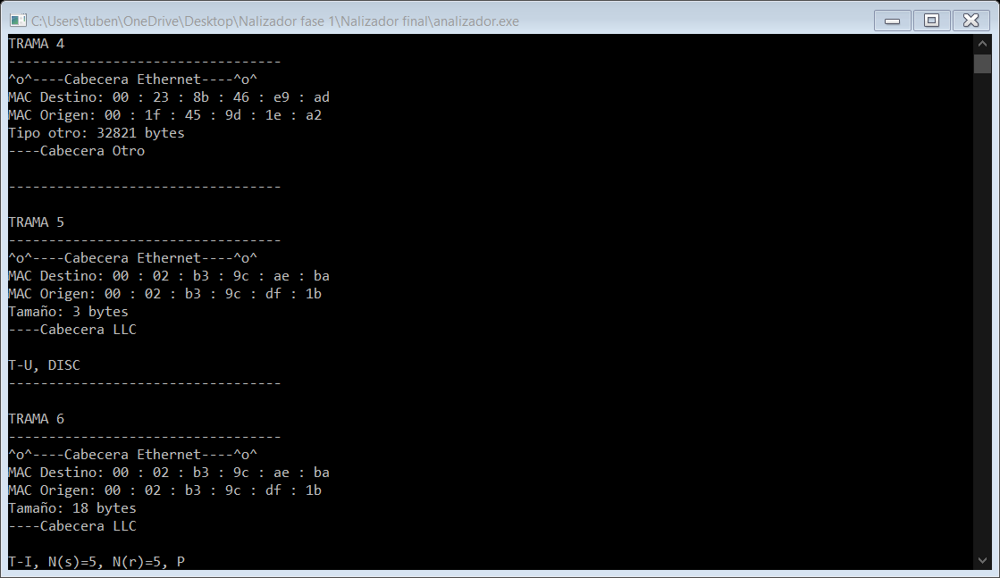 C:\Users\tuben\OneDrive\Desktop\Nalizador fase 1\Nalizador final\analizador.exe
TRAMA 4
----------------------------------
^o^----Cabecera Ethernet----^o^
MAC Destino: 00 : 23 : 8b : 46 : e9 : ad
MAC Origen: 00 : 1f : 45 : 9d : 1e : a2
Tipo otro: 32821 bytes
----Cabecera Otro
----------------------------------
TRAMA 5
----------------------------------
^o^----Cabecera Ethernet----^o^
MAC Destino: 00 : 02 : b3 : 9c : ae : ba
MAC Origen: 00 : 02 : b3 : 9c : df : 1b
Tamaño: 3 bytes
----Cabecera LLC
T-U, DISC
----------------------------------
TRAMA 6
----------------------------------
^o^----Cabecera Ethernet----^o^
MAC Destino: 00 : 02 : b3 : 9c : ae : ba
MAC Origen: 00 : 02 : b3 : 9c : df : 1b
Tamaño: 18 bytes
----Cabecera LLC
T-I, N(s)=5, N(r)=5, P